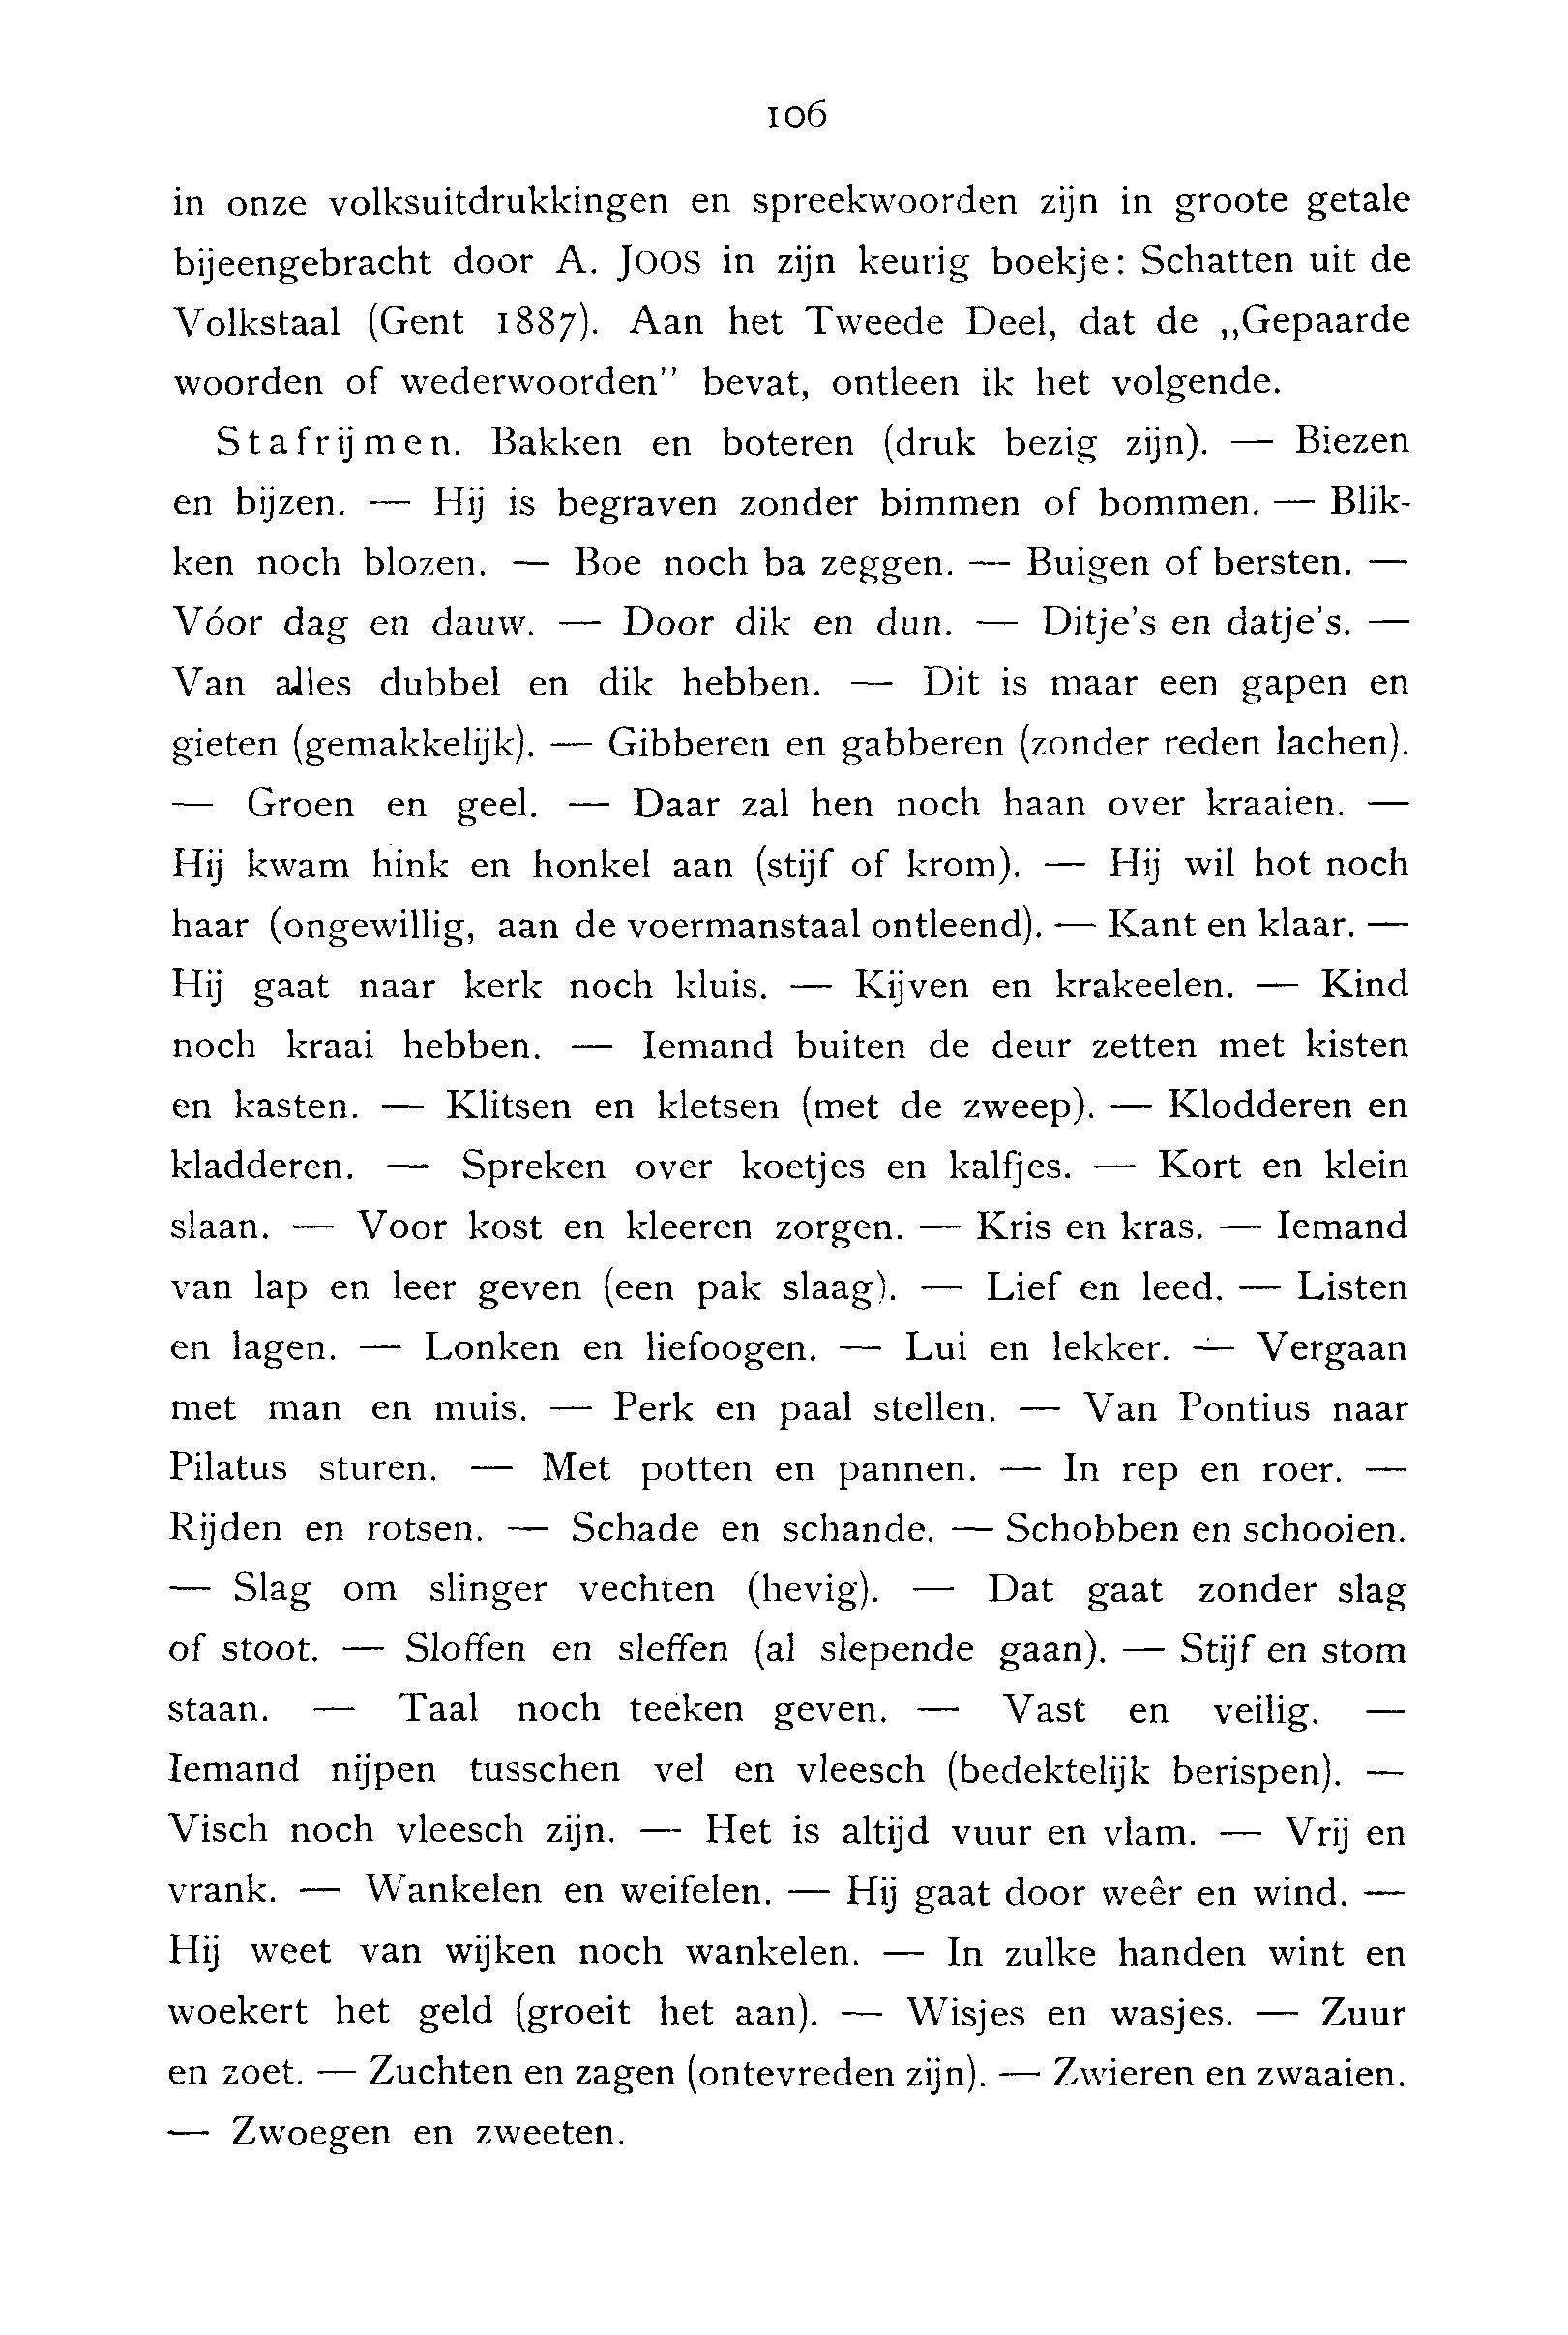 106
in onze volksuitdrukkingen en spreekwoorden zijn in groote getale
bijeengebracht door A. JOOS in zijn keurig boekje: Schatten uit de
Volkstaal (Gent 1887). Aan het Tweede Deel, dat de „Gepaarde
woorden of wederwoorden” bevat, ontleen ik het volgende.
Stafrijmen. Bakken en boteren (druk bezig zijn). — Biezen
en bijzen. — Hij is begraven zonder bimmen of bommen. — Blik-
ken noch blozen. — Boe noch ba zeggen. — Buigen of bersten. —
Vóor dag en dauw. — Door dik en dun. — Ditje's en datje's. —
Van alles dubbel en dik hebben. — Dit is maar een gapen en
gieten (gemakkelijk). — Gibberen en gabberen (zonder reden lachen).
— Groen en geel. — Daar zal hen noch haan over kraaien. —
Hij kwam hink en honkel aan (stijf of krom). — Hij wil hot noch
haar (ongewillig, aan de voermanstaal ontleend). — Kant en klaar. —
Hij gaat naar kerk noch kluis. — Kijven en krakeelen. — Kind
noch kraai hebben. — Iemand buiten de deur zetten met kisten
en kasten. — Klitsen en kletsen (met de zweep). — Klodderen en
kladderen. — Spreken over koetjes en kalfjes. — Kort en klein
slaan. — Voor kost en kleeren zorgen. — Kris en kras. — Iemand
van lap en leer geven (een pak slaag). — Lief en leed. — Listen
en lagen. — Lonken en liefoogen. — Lui en lekker. — Vergaan
met man en muis. — Perk en paal stellen. — Van Pontius naar
Pilatus sturen. — Met potten en pannen. — In rep en roer. —
Rijden en rotsen. — Schade en schande. — Schobben en schooien.
— Slag om slinger vechten (hevig). — Dat gaat zonder slag
of stoot. — Sloffen en sleffen (al slepende gaan). — Stijf en stom
staan. — Taal noch teeken geven. — Vast en veilig. —
Iemand nijpen tusschen vel en vleesch (bedektelijk berispen). —
Visch noch vleesch zijn. — Het is altijd vuur en vlam. — Vrij en
vrank. — Wankelen en weifelen. — Hij gaat door weêr en wind. —
Hij weet van wijken noch wankelen. — In zulke handen wint en
woekert het geld (groeit het aan). — Wisjes en wasjes. — Zuur
en zoet. — Zuchten en zagen (ontevreden zijn). — Zwieren en zwaaien.
— Zwoegen en zweeten.